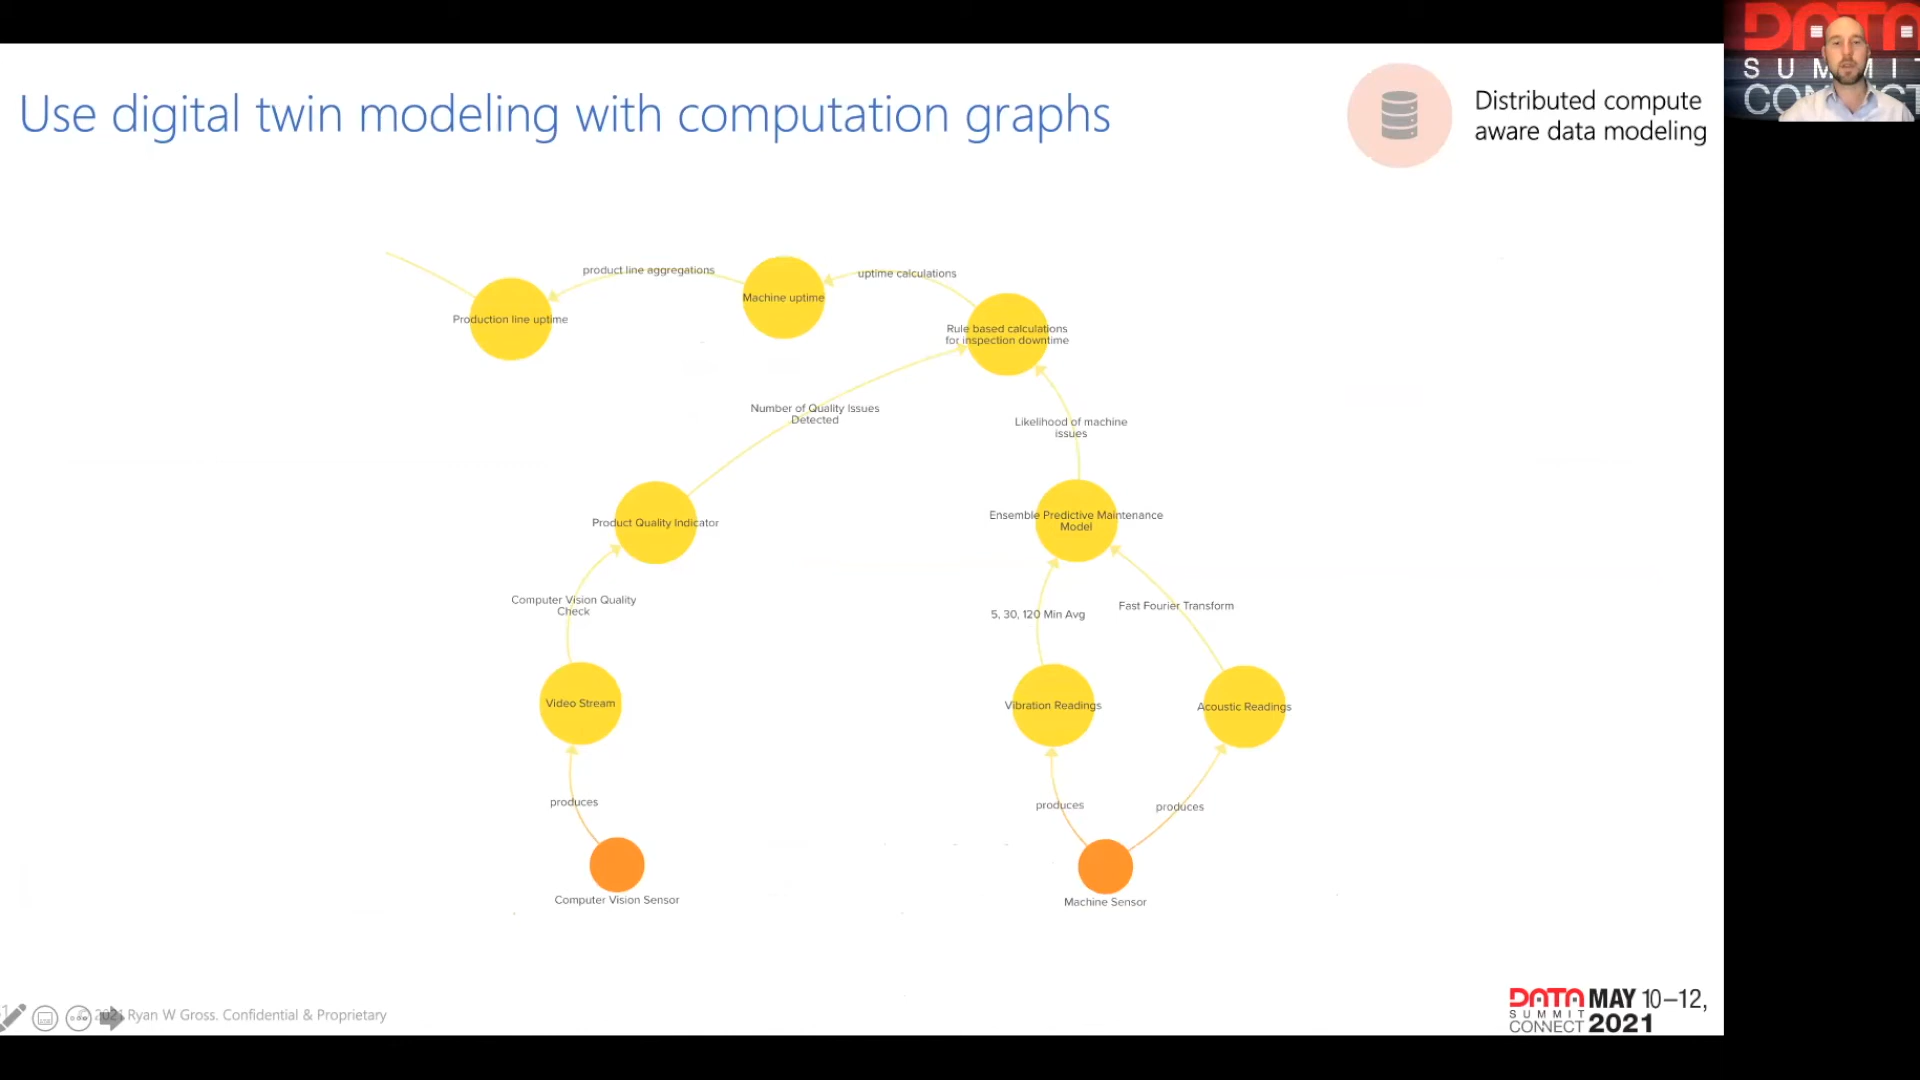 Use digital twin modeling with computation graphs
Distributed compute
aware data modeling
DATA
SUMMIT
product line aggregations
uptime calculations
Machine uptime
Production line uptime
Rule based calculations
for inspection downtime
Number of Quality Issues
Detected
Likelihood of machine
issues
Product Quality Indicator
Ensemble Predictive Maintenance
Model
Computer Vision Quality
Check
5, 30, 120 Min Avg
Fast Fourier Transform
Video Stream
Vibration Readings
Acoustic Readings
produces
produces
produces
Computer Vision Sensor
Machine Sensor
Ryan W Gross. Confidential & Proprietary
DATA
SUMMIT
CONNECT
MAY 10–12,
2021